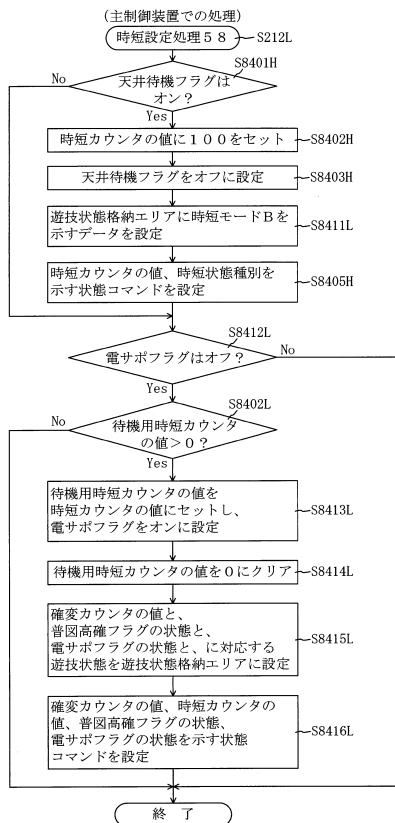 (主制御装置での処理)
時短設定処理58
S212L
S8401H
No
天井待機フラグは
オン?
Yes
時短カウンタの値に100をセット
S8402H
天井待機フラグをオフに設定
S8403H
遊技状態格納エリアに時短モードBを
示すデータを設定
S8411L
時短カウンタの値、時短状態種別を
示す状態コマンドを設定
S8405H
S8412L
電サポフラグはオフ?
No
Yes
S8402L
No
待機用時短カウンタ
の値>0?
Yes
待機用時短カウンタの値を
時短カウンタの値にセットし、
電サポフラグをオンに設定
S8413L
待機用時短カウンタの値を0にクリア
S8414L
確変カウンタの値と、
普図高確フラグの状態と、
電サポフラグの状態と、に対応する
遊技状態を遊技状態格納エリアに設定
S8415L
確変カウンタの値、時短カウンタの
値、普図高確フラグの状態、
電サポフラグの状態を示す状態
コマンドを設定
S8416L
終 了